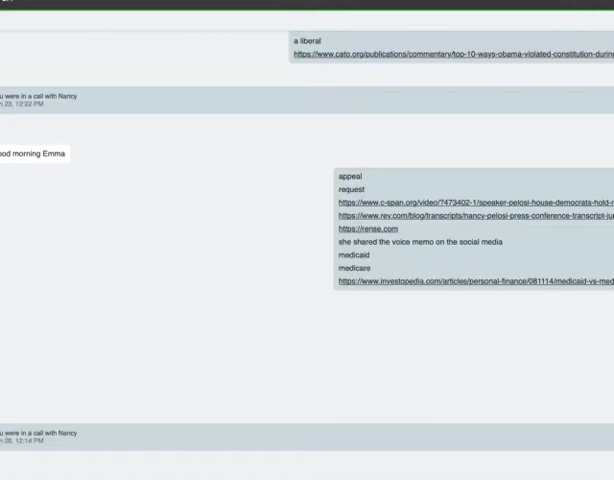 a liberal
https://www.cato.org/publications/commentary/top-10-ways-obama-violated-constitution-during
u were in a call with Nancy
n 23, 12:22 PM
ood morning Emma
appeal
request
https://www.c-span.org/video/?473402-1/speaker-pelosi-house-democrats-hold-
https://www.rev.com/blog/transcripts/nancy-pelosi-press-conference-transcript-ju
https://rense.com
she shared the voice memo on the social media
medicaid
medicare
https://www.investopedia.com/articles/personal-finance/081114/medicaid-vs-med
u were in a call with Nancy
n 26, 12:14 PM